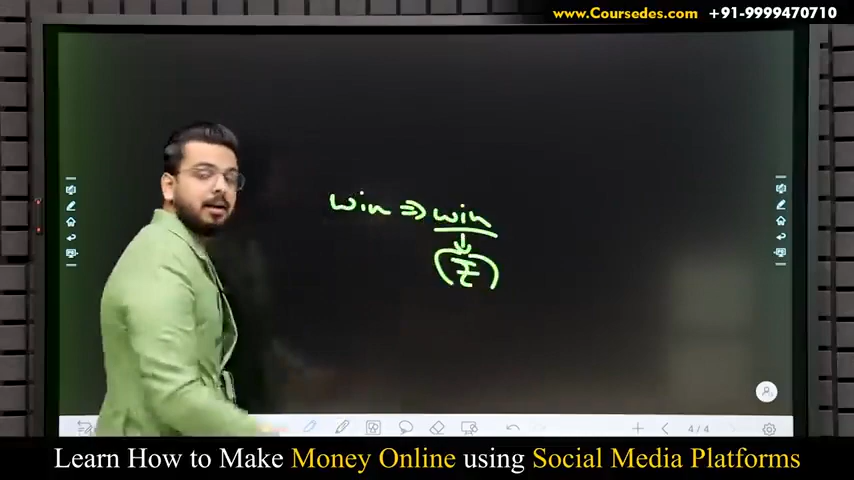 www.Coursedes.com +91-9999470710
win ⇒ win
↓
(₹)
4/4
Learn How to Make Money Online using Social Media Platforms